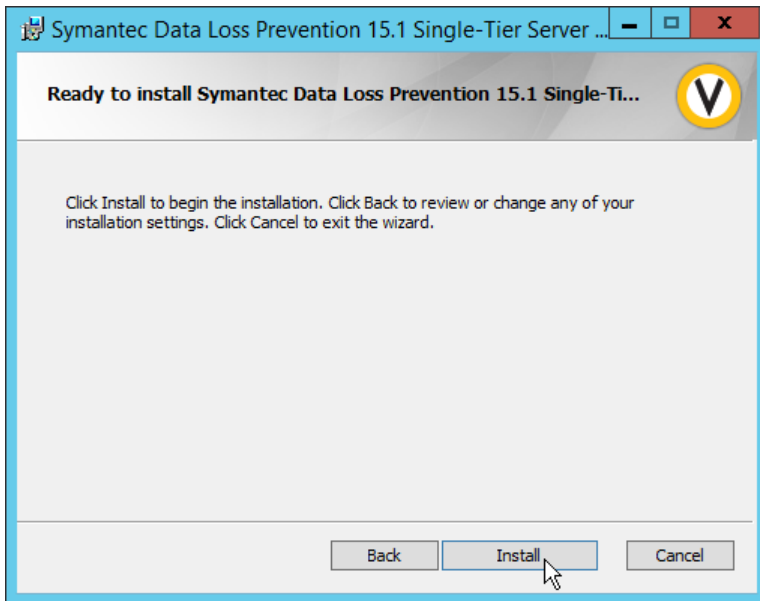 Symantec Data Loss Prevention 15.1 Single-Tier Server ...
Ready to install Symantec Data Loss Prevention 15.1 Single-Ti...
Click Install to begin the installation. Click Back to review or change any of your
installation settings. Click Cancel to exit the wizard.
Back Install Cancel